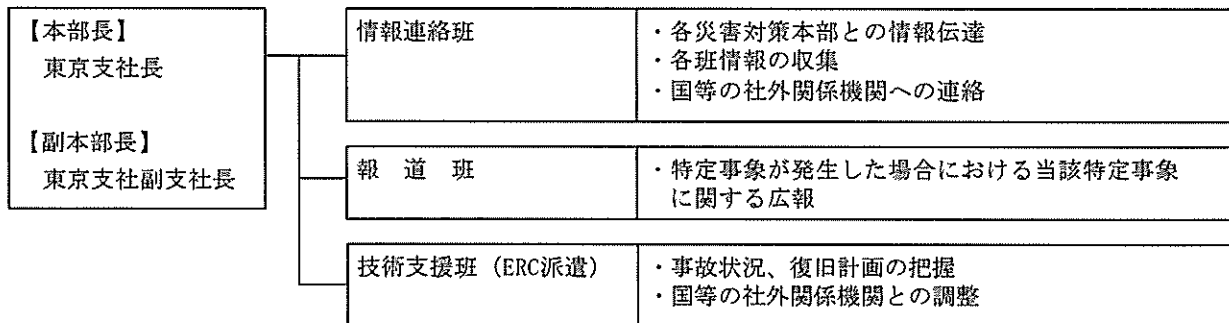 【本部長】
東京支社長
【副本部長】
東京支社副支社長
情報連絡班
・各災害対策本部との情報伝達
・各班情報の収集
・国等の社外関係機関への連絡
報　道　班
・特定事象が発生した場合における当該特定事象
に関する広報
技術支援班（ERC派遣）
・事故状況、復旧計画の把握
・国等の社外関係機関との調整